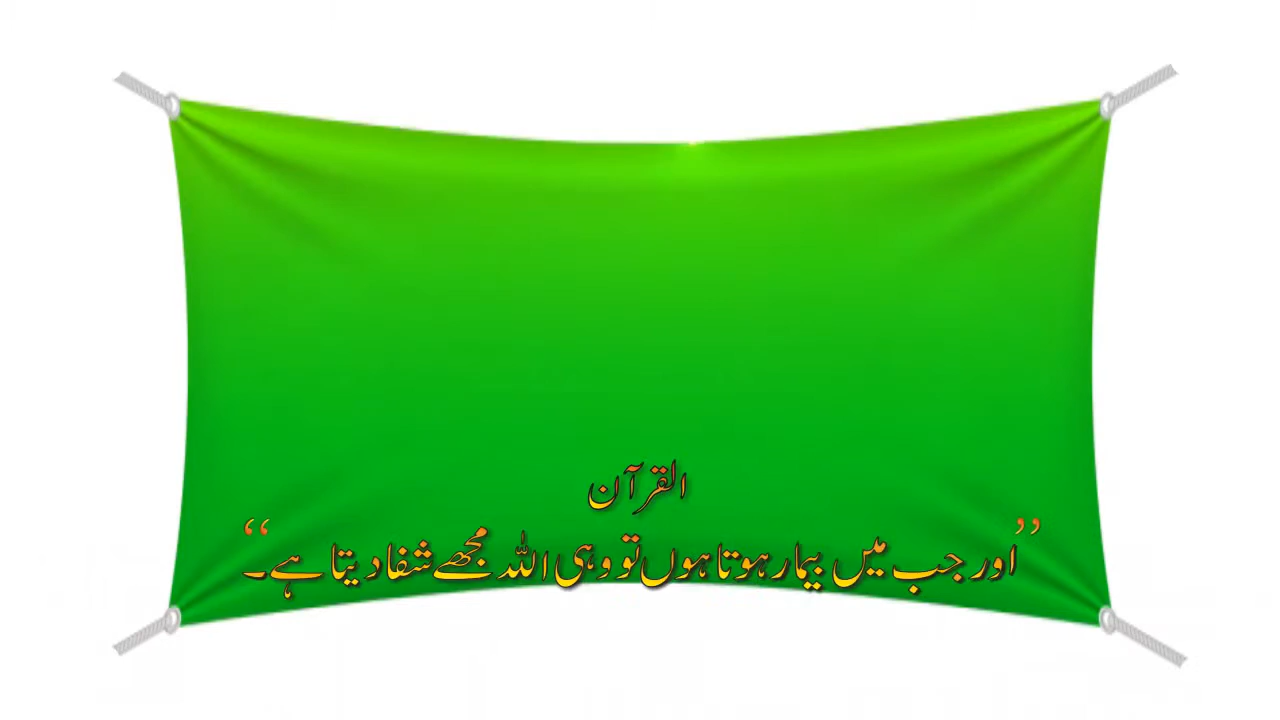 القرآن
”اور جب میں بیمار ہوتا ہوں تو وہی اللہ مجھے شفا دیتا ہے۔“